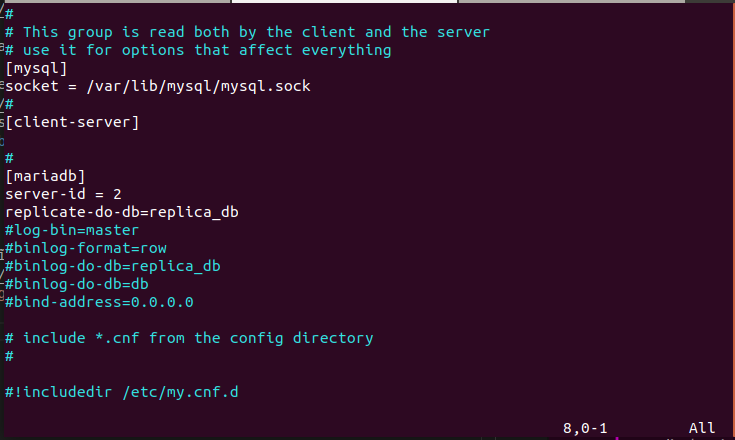 #
# This group is read both by the client and the server
# use it for options that affect everything
[mysql]
socket = /var/lib/mysql/mysql.sock
#
[client-server]
#
[mariadb]
server-id = 2
replicate-do-db=replica_db
#log-bin=master
#binlog-format=row
#binlog-do-db=replica_db
#binlog-do-db=db
#bind-address=0.0.0.0
# include *.cnf from the config directory
#
#!includedir /etc/my.cnf.d
8,0-1 All